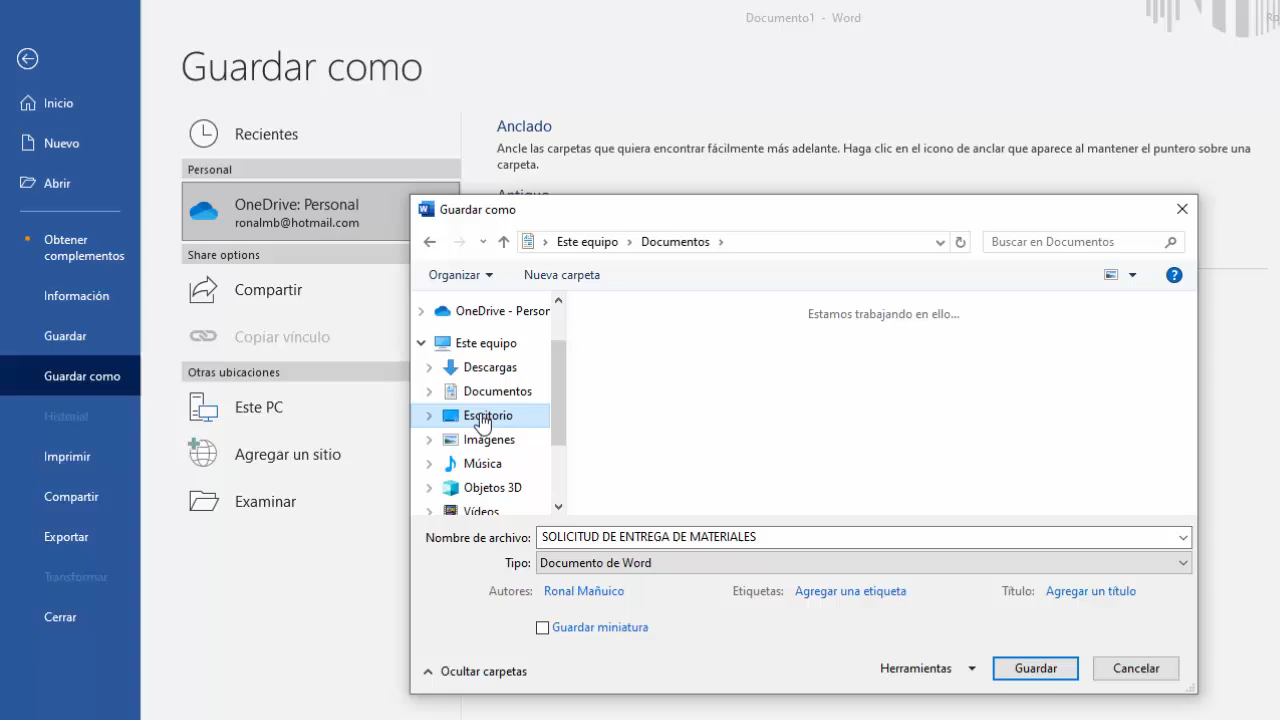 Documento1 - Word
Guardar como
Inicio
Nuevo
Abrir
Obtener
complementos
Información
Guardar
Guardar como
Historial
Imprimir
Compartir
Exportar
Transformar
Cerrar
Recientes
Personal
OneDrive: Personal
ronalmb@hotmail.com
Share options
Compartir
Copiar vínculo
Otras ubicaciones
Este PC
Agregar un sitio
Examinar
Anclado
Ancle las carpetas que quiera encontrar fácilmente más adelante. Haga clic en el icono de anclar que aparece al mantener el puntero sobre una
carpeta.
Guardar como
Este equipo > Documentos >
Buscar en Documentos
Organizar
Nueva carpeta
OneDrive - Person
Este equipo
Descargas
Documentos
Escritorio
Imágenes
Música
Objetos 3D
Vídeos
Estamos trabajando en ello...
Nombre de archivo: SOLICITUD DE ENTREGA DE MATERIALES
Tipo: Documento de Word
Autores: Ronal Mañuico
Etiquetas: Agregar una etiqueta
Título: Agregar un título
Guardar miniatura
Ocultar carpetas
Herramientas
Guardar
Cancelar